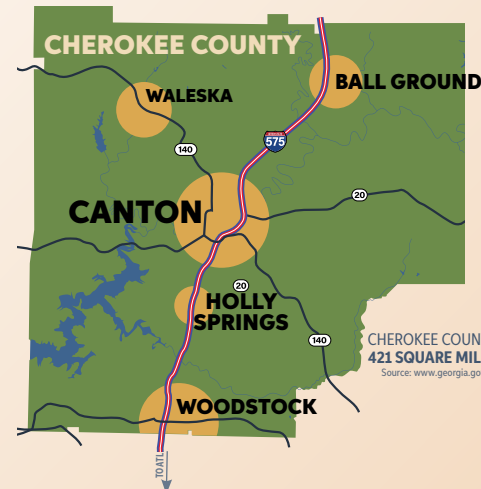 CHEROKEE COUNTY
BALL GROUND
WALESKA
575
140
20
CANTON
20
HOLLY
SPRINGS
140
CHEROKEE COUN
421 SQUARE MIL
Source: www.georgia.gov
WOODSTOCK
TO ATL